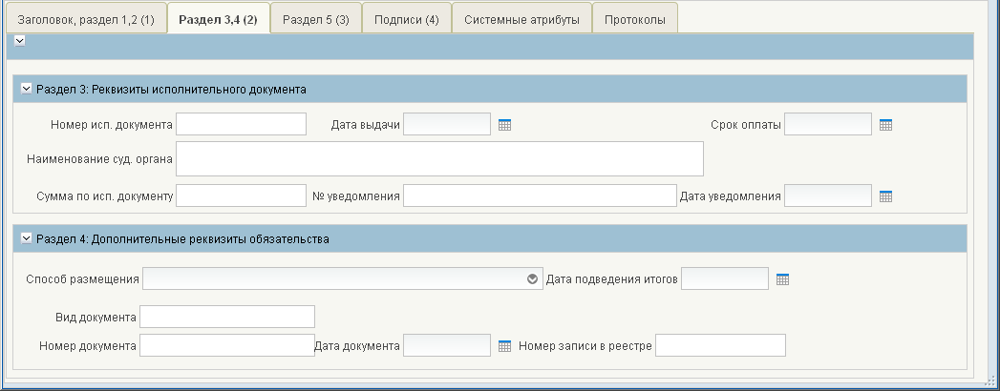 Заголовок, раздел 1,2 (1) Раздел 3,4 (2) Раздел 5 (3) Подписи (4) Системные атрибуты Протоколы
Раздел 3: Реквизиты исполнительного документа
Номер исп. документа Дата выдачи Срок оплаты
Наименование суд. органа
Сумма по исп. документу № уведомления Дата уведомления
Раздел 4: Дополнительные реквизиты обязательства
Способ размещения Дата подведения итогов
Вид документа
Номер документа Дата документа Номер записи в реестре